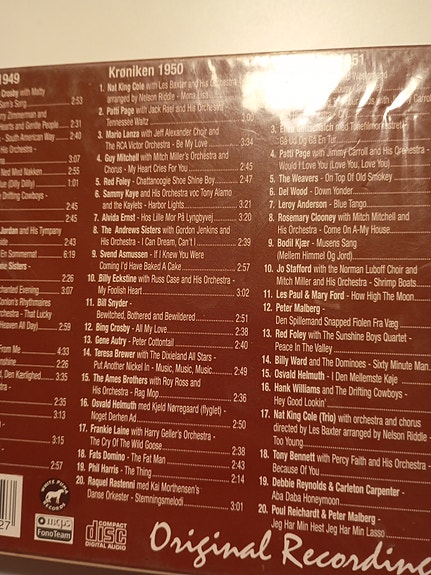 1949
Crosby with Matty
Sam's Song 2:53
erry Zimmerman and
Hearts and Gentle People 2:31
- South American Way 2:40
Ned Med Nakken 2:55
Blue (Dilly Dilly) 1:01
e Drifting Cowboys -
2:45
2:45
Jordan and His Tympany
side 2:43
En Sommernat 6:19
ie Sisters -
2:26
chanted Evening 3:07
Conlon's Rhythmaires
Orchestra - That Lucky
Heaven All Day) 2:59
From Me
onshine 2:26
d, Den Kærlighed 3:35
estra -
3:35
3:15
3:38
2:57
Krøniken 1950
1. Nat King Cole with Les Baxter and His Orchestra
arranged by Nelson Riddle - Mona
2. Patti Page with Jack Rael and His Orchestra -
Tennessee Waltz
3. Mario Lanza with Jeff Alexander Choir and
The RCA Victor Orchestra - Be My Love 3:34
4. Guy Mitchell with Mitch Miller's Orchestra and
Chorus - My Heart Cries For You 2:45
5. Red Foley - Chattanoogie Shoe Shine Boy 2:47
6. Sammy Kaye and His Orchestra voc Tony Alamo
and the Kaylets - Harbor Lights 3:21
7. Alvida Ernst - Hos Lille Mor På Lyngbyvej 3:20
8. The Andrews Sisters with Gordon Jenkins and
His Orchestra - I Can Dream, Can't I 2:39
9. Svend Asmussen - If I Knew You Were
Coming I'd Have Baked A Cake 2:57
10. Billy Eckstine with Russ Case and His Orchestra -
My Foolish Heart 3:02
11. Bill Snyder -
Bewitched, Bothered and Bewildered 2:51
12. Bing Crosby - All My Love 2:38
13. Gene Autry - Peter Cottontail 2:40
14. Teresa Brewer with The Dixieland All Stars -
Put Another Nickel In - Music, Music, Music 2:49
15. The Ames Brothers with Roy Ross and
His Orchestra - Rag Mop 2:36
16. Osvald Helmuth with Kjeld Nørregaard (flyglet) -
Noget Derhen Ad 2:34
17. Frankie Laine with Harry Geller's Orchestra -
The Cry Of The Wild Goose 2:38
18. Fats Domino - The Fat Man 2:43
19. Phil Harris - The Thing 2:14
20. Raquel Rastenni med Kai Mortensen's
Danse Orkester - Stemningsmelodi 3:01
51
3.
Gå Ud Og Gå En Tur
4. Patti Page with Jimmy Carroll and His Orchestra -
Would I Love You (Love You, Love You)
5. The Weavers - On Top Of Old Smokey
6. Del Wood - Down Yonder
7. Leroy Anderson - Blue Tango
8. Rosemary Clooney with Mitch Mitchell and
His Orchestra - Come On-A My House
9. Bodil Kjær - Musens Sang
(Mellem Himmel Og Jord)
10. Jo Stafford with the Norman Luboff Choir and
Mitch Miller and His Orchestra - Shrimp Boats
11. Les Paul & Mary Ford - How High The Moon
12. Peter Malberg -
Den Spillemand Snapped Fiolen Fra Væg
13. Red Foley with The Sunshine Boys Quartet -
Peace In The Valley
14. Billy Ward and The Dominoes - Sixty Minute Man
15. Osvald Helmuth - I Den Mellemste Køje
16. Hank Williams and The Drifting Cowboys -
Hey Good Lookin'
17. Nat King Cole (Trio) with orchestra and chorus
directed by Les Baxter arranged by Nelson Riddle -
Too Young
18. Tony Bennett with Percy Faith and His Orchestra -
Because Of You
19. Debbie Reynolds & Carleton Carpenter -
Aba Daba Honeymoon
20. Poul Reichardt & Peter Malberg -
Jeg Har Min Hest Jeg Har Min Lasso
27
WHITE PONY
RECORDS
mcps
FonoTeam
COMPACT
disc
DIGITAL AUDIO
Original Recording